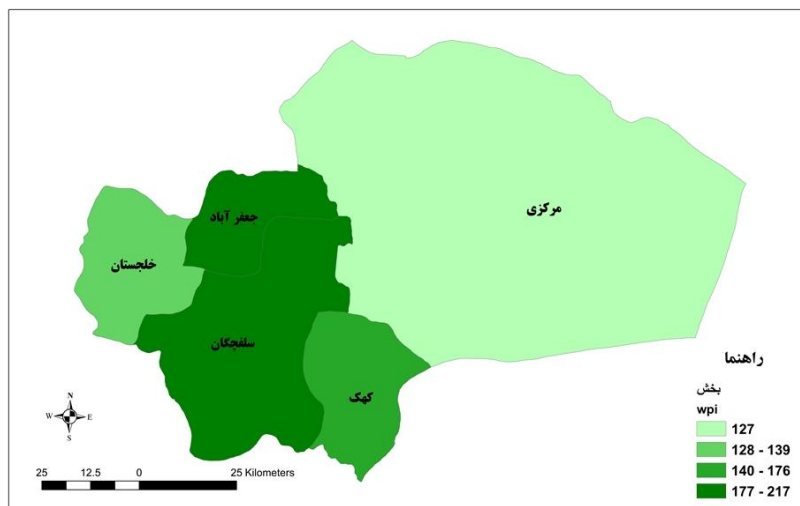 مرکزی
جعفر آباد
خلجستان
سلفچگان
کهک
راهنما
بخش
wpi
127
128 - 139
140 - 176
177 - 217
N
W E
S
25 12.5 0 25 Kilometers